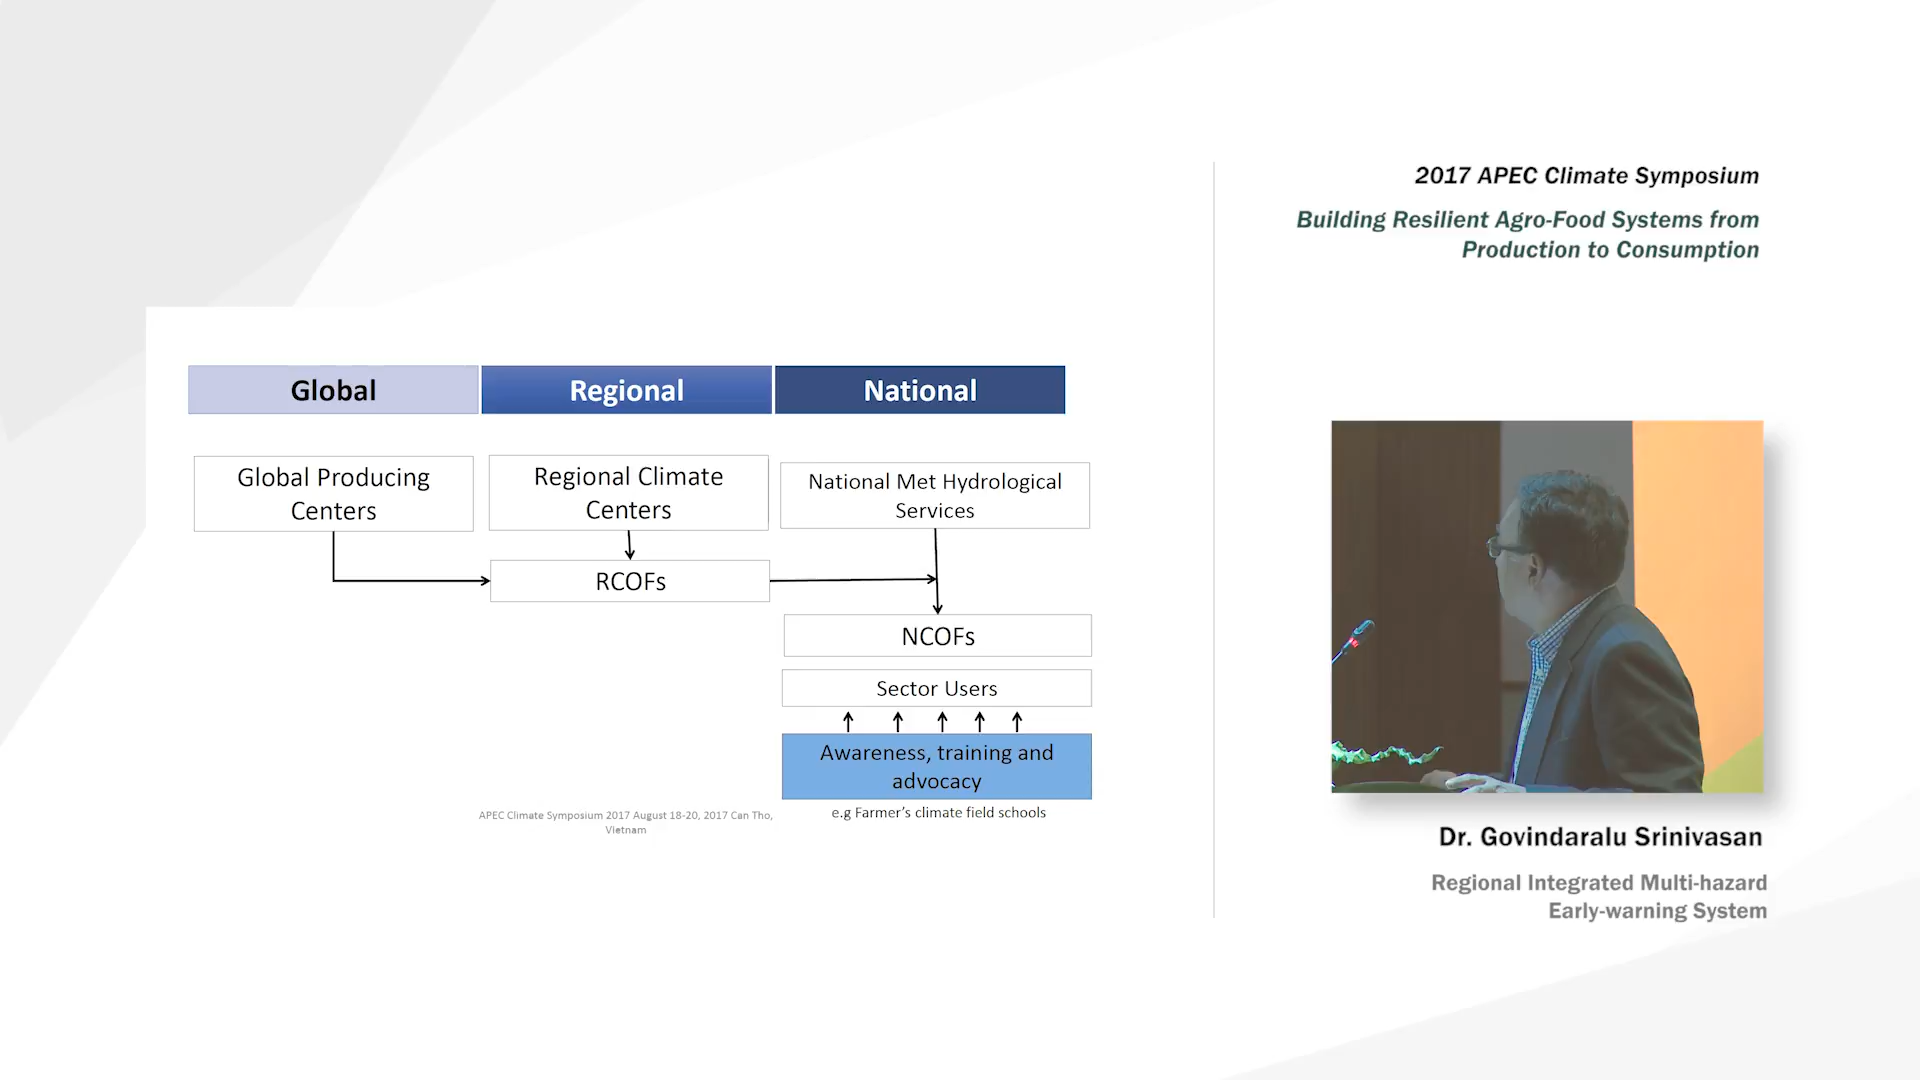 2017 APEC Climate Symposium
Building Resilient Agro-Food Systems from
Production to Consumption
Global
Regional
National
Global Producing
Centers
Regional Climate
Centers
National Met Hydrological
Services
RCOFs
NCOFs
Sector Users
Awareness, training and
advocacy
e.g Farmer's climate field schools
APEC Climate Symposium 2017 August 18-20, 2017 Can Tho,
Vietnam
Dr. Govindaralu Srinivasan
Regional Integrated Multi-hazard
Early-warning System